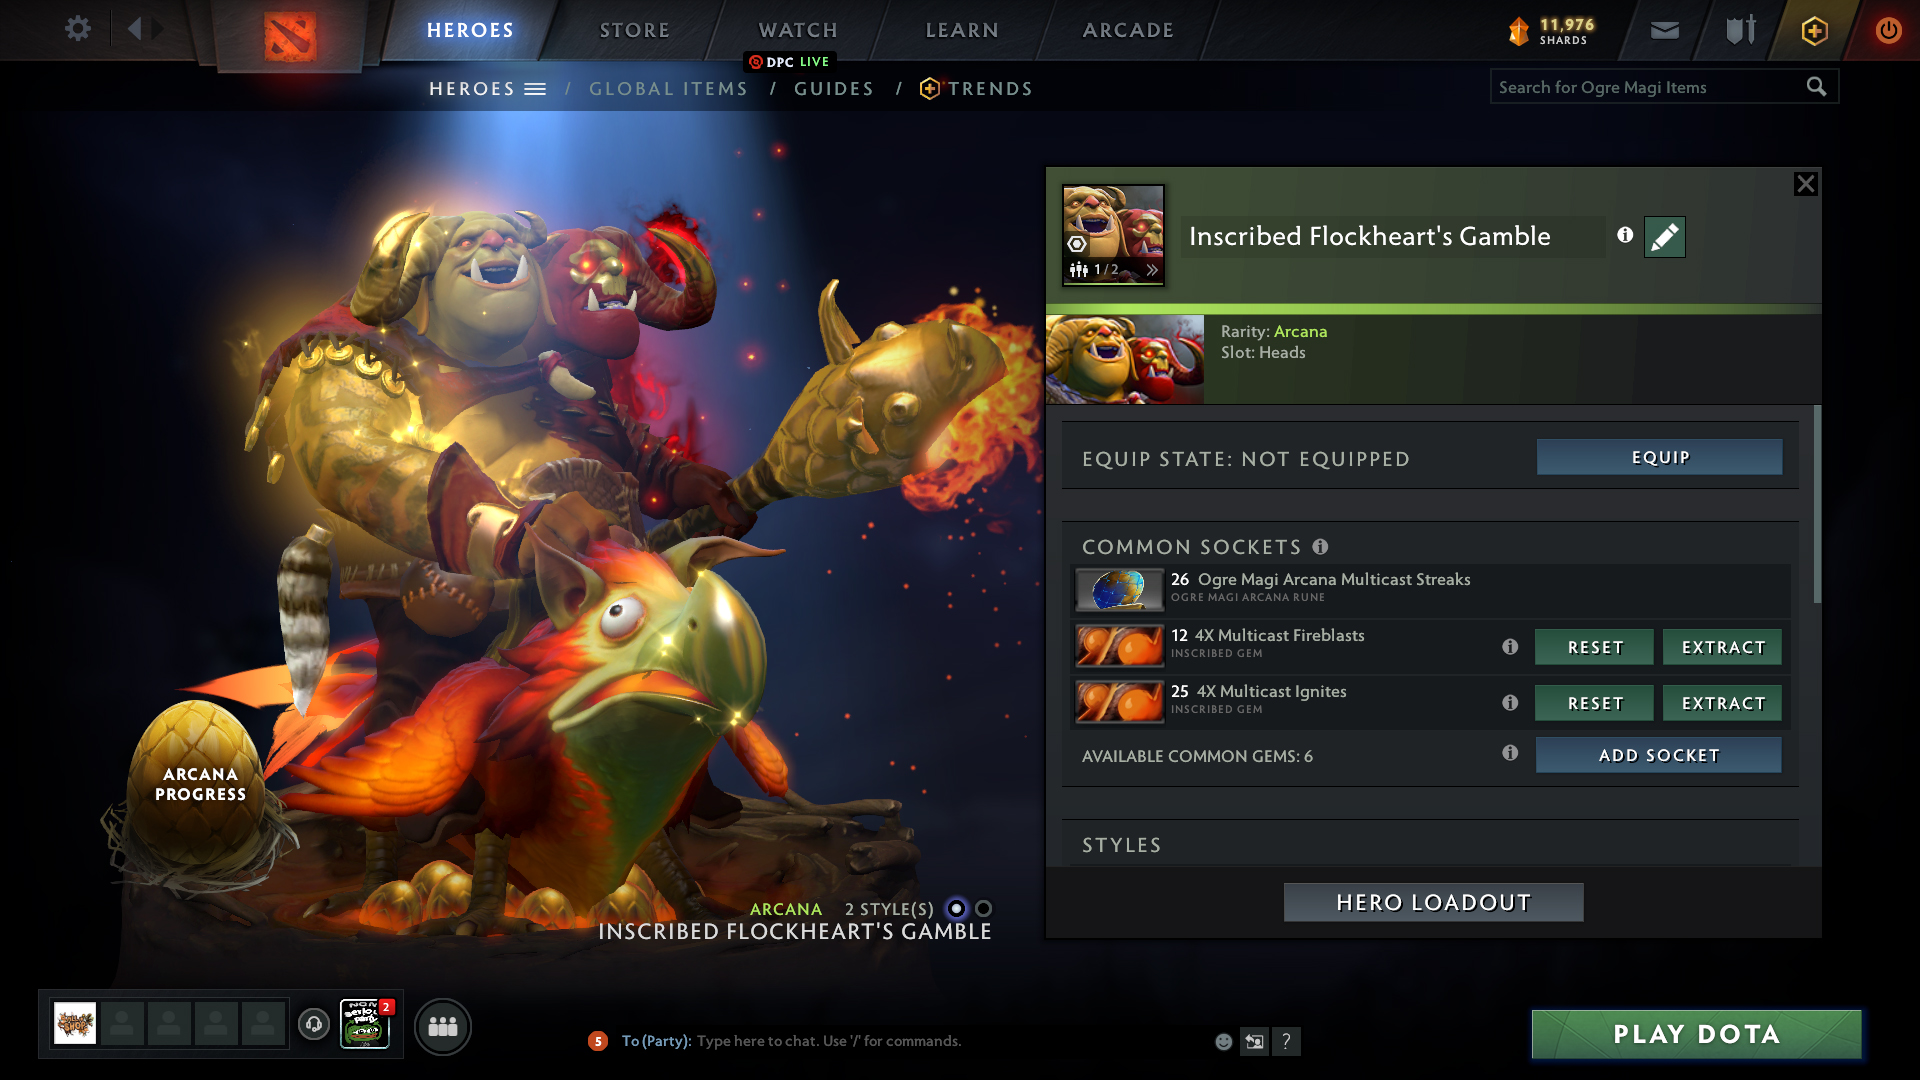 HEROES
STORE
WATCH
LEARN
ARCADE
11,976
SHARDS
DPC LIVE
HEROES / GLOBAL ITEMS / GUIDES / TRENDS
Search for Ogre Magi Items
Inscribed Flockheart's Gamble
1/2
Rarity: Arcana
Slot: Heads
EQUIP STATE: NOT EQUIPPED
EQUIP
COMMON SOCKETS
26 Ogre Magi Arcana Multicast Streaks
OGRE MAGI ARCANA RUNE
12 4X Multicast Fireblasts
INSCRIBED GEM
RESET
EXTRACT
25 4X Multicast Ignites
INSCRIBED GEM
RESET
EXTRACT
AVAILABLE COMMON GEMS: 6
ADD SOCKET
STYLES
HERO LOADOUT
ARCANA
PROGRESS
ARCANA 2 STYLE(S)
INSCRIBED FLOCKHEART'S GAMBLE
2
5
To (Party): Type here to chat. Use '/' for commands.
?
PLAY DOTA